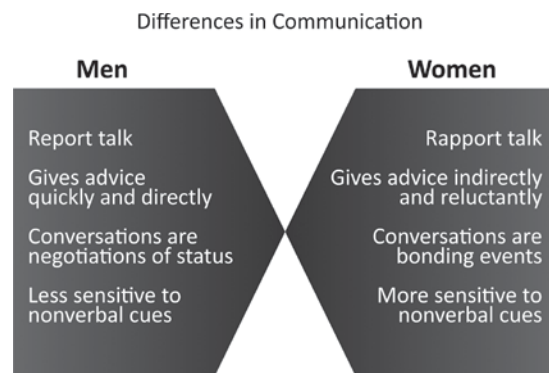 Differences in Communication
Men
Women
Report talk
Gives advice
quickly and directly
Conversations are
negotiations of status
Less sensitive to
nonverbal cues
Rapport talk
Gives advice indirectly
and reluctantly
Conversations are
bonding events
More sensitive to
nonverbal cues